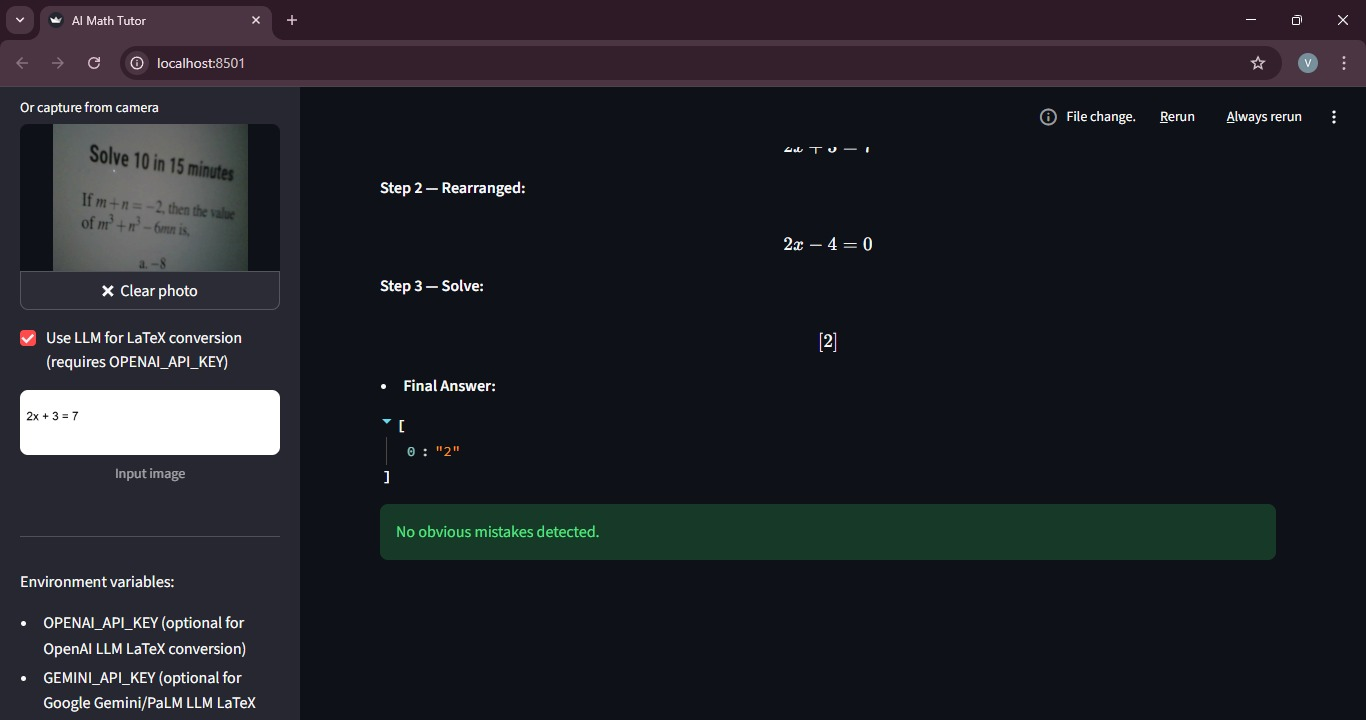 AI Math Tutor
localhost:8501
V
Or capture from camera
Solve 10 in 15 minutes
If m+n = -2, then the value
of m³+n³-6mn is,
a. -8
Clear photo
Use LLM for LaTeX conversion
(requires OPENAI_API_KEY)
2x + 3 = 7
Input image
Environment variables:
• OPENAI_API_KEY (optional for
OpenAI LLM LaTeX conversion)
• GEMINI_API_KEY (optional for
Google Gemini/PaLM LLM LaTeX
File change. Rerun Always rerun
2x + 3 = 7
Step 2 — Rearranged:
2x − 4 = 0
Step 3 — Solve:
[2]
• Final Answer:
[
0 : "2"
]
No obvious mistakes detected.